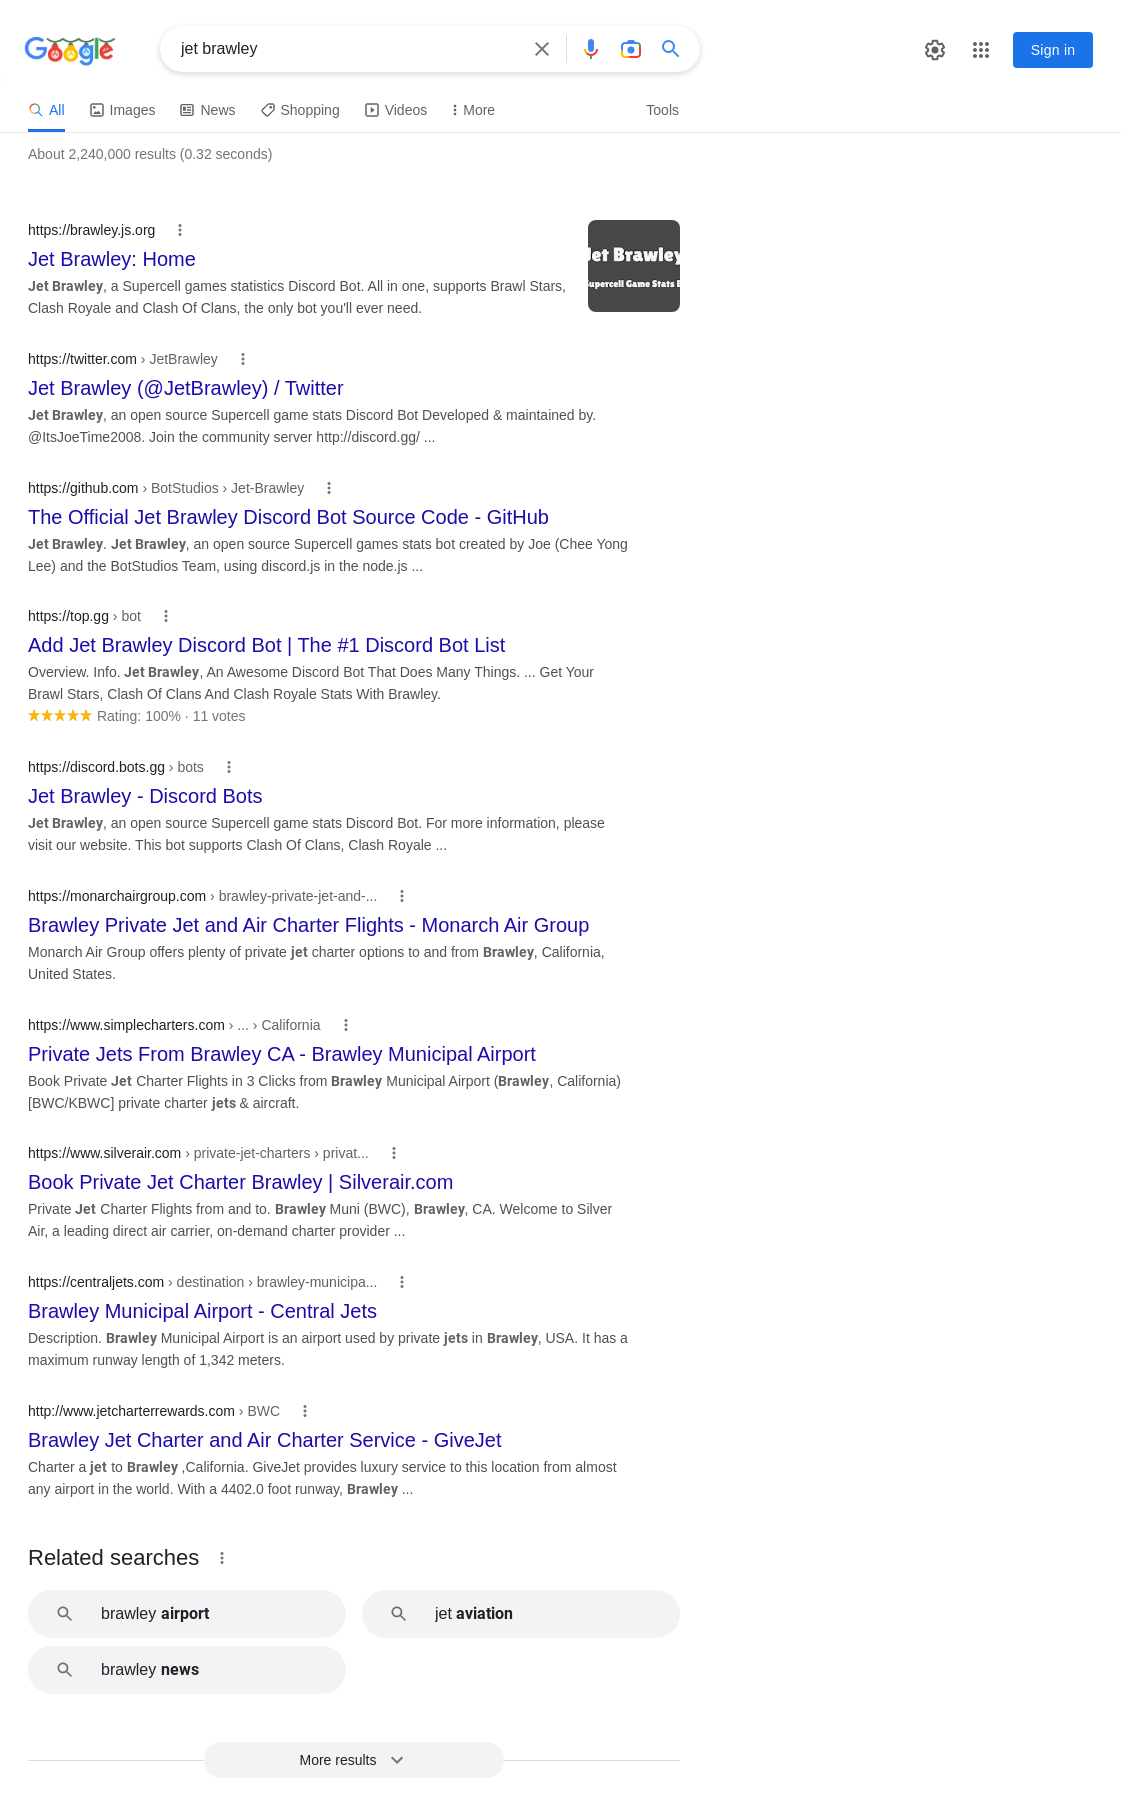 Google
jet brawley
Sign in
All
Images
News
Shopping
Videos
More
Tools
About 2,240,000 results (0.32 seconds)
https://brawley.js.org
Jet Brawley: Home
Jet Brawley, a Supercell games statistics Discord Bot. All in one, supports Brawl Stars,
Clash Royale and Clash Of Clans, the only bot you'll ever need.
Jet Brawley
Supercell Game Stats
https://twitter.com › JetBrawley
Jet Brawley (@JetBrawley) / Twitter
Jet Brawley, an open source Supercell game stats Discord Bot Developed & maintained by.
@ItsJoeTime2008. Join the community server http://discord.gg/ ...
https://github.com › BotStudios › Jet-Brawley
The Official Jet Brawley Discord Bot Source Code - GitHub
Jet Brawley. Jet Brawley, an open source Supercell games stats bot created by Joe (Chee Yong
Lee) and the BotStudios Team, using discord.js in the node.js ...
https://top.gg › bot
Add Jet Brawley Discord Bot | The #1 Discord Bot List
Overview. Info. Jet Brawley, An Awesome Discord Bot That Does Many Things. ... Get Your
Brawl Stars, Clash Of Clans And Clash Royale Stats With Brawley.
Rating: 100% · 11 votes
https://discord.bots.gg › bots
Jet Brawley - Discord Bots
Jet Brawley, an open source Supercell game stats Discord Bot. For more information, please
visit our website. This bot supports Clash Of Clans, Clash Royale ...
https://monarchairgroup.com › brawley-private-jet-and-...
Brawley Private Jet and Air Charter Flights - Monarch Air Group
Monarch Air Group offers plenty of private jet charter options to and from Brawley, California,
United States.
https://www.simplecharters.com › ... › California
Private Jets From Brawley CA - Brawley Municipal Airport
Book Private Jet Charter Flights in 3 Clicks from Brawley Municipal Airport (Brawley, California)
[BWC/KBWC] private charter jets & aircraft.
https://www.silverair.com › private-jet-charters › privat...
Book Private Jet Charter Brawley | Silverair.com
Private Jet Charter Flights from and to. Brawley Muni (BWC), Brawley, CA. Welcome to Silver
Air, a leading direct air carrier, on-demand charter provider ...
https://centraljets.com › destination › brawley-municipa...
Brawley Municipal Airport - Central Jets
Description. Brawley Municipal Airport is an airport used by private jets in Brawley, USA. It has a
maximum runway length of 1,342 meters.
http://www.jetcharterrewards.com › BWC
Brawley Jet Charter and Air Charter Service - GiveJet
Charter a jet to Brawley ,California. GiveJet provides luxury service to this location from almost
any airport in the world. With a 4402.0 foot runway, Brawley ...
Related searches
brawley airport
jet aviation
brawley news
More results